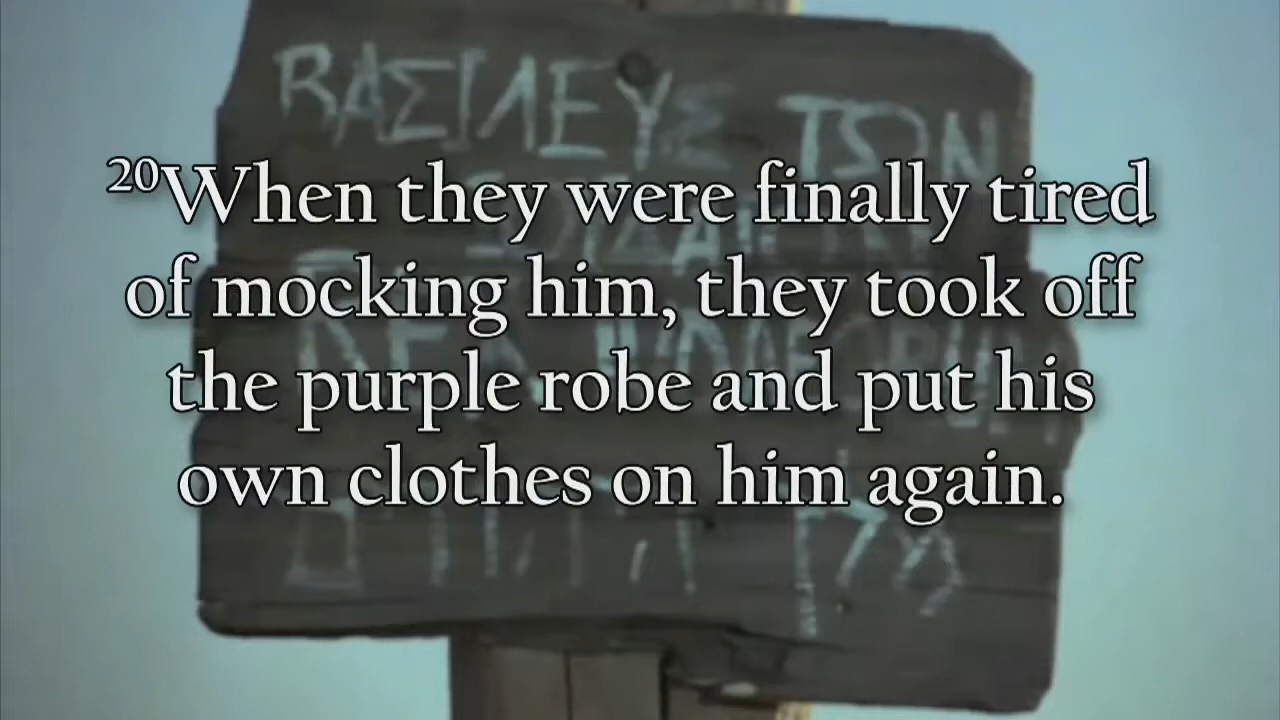 ΒΑΣΙΛΕΥΣ ΤΩΝ
²⁰When they were finally tired
of mocking him, they took off
the purple robe and put his
own clothes on him again.